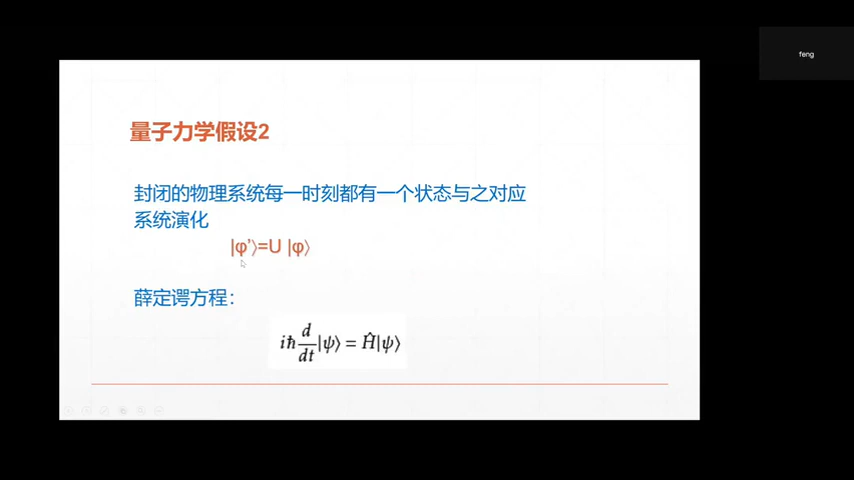 feng
量子力学假设2
封闭的物理系统每一时刻都有一个状态与之对应
系统演化
|φ'⟩=U |φ⟩
薛定谔方程：
iħ d/dt|ψ⟩ = Ĥ|ψ⟩